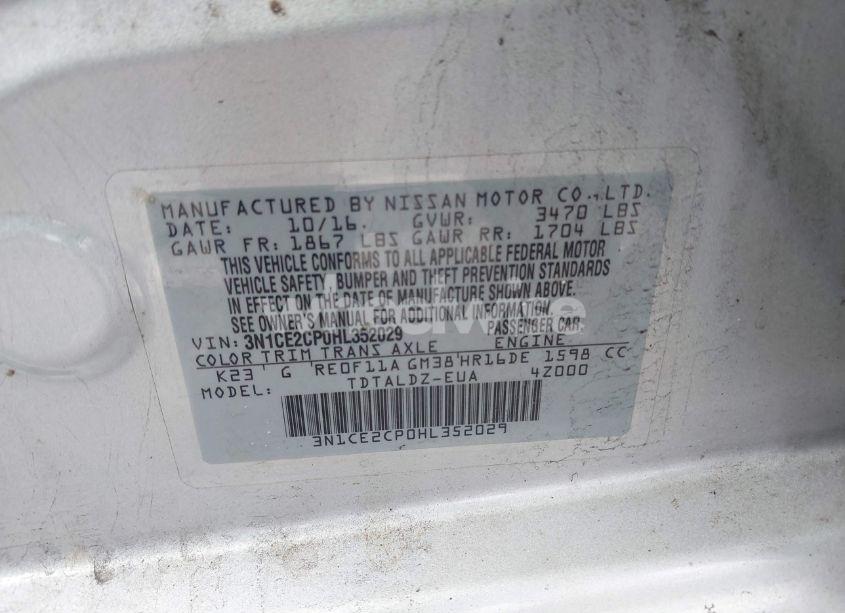 MANUFACTURED BY NISSAN MOTOR CO., LTD.
DATE: 10/16. GVWR: 3470 LBS
GAWR FR: 1867 LBS GAWR RR: 1704 LBS
THIS VEHICLE CONFORMS TO ALL APPLICABLE FEDERAL MOTOR
VEHICLE SAFETY, BUMPER AND THEFT PREVENTION STANDARDS
IN EFFECT ON THE DATE OF MANUFACTURE SHOWN ABOVE.
SEE OWNER'S MANUAL FOR ADDITIONAL INFORMATION.
VIN: 3N1CE2CP0HL352029 PASSENGER CAR.
COLOR TRIM TRANS AXLE ENGINE
K23 G RE0F11A GM38 HR16DE 1598 CC
MODEL: TDTALDZ-EUA 4Z000
3N1CE2CP0HL352029